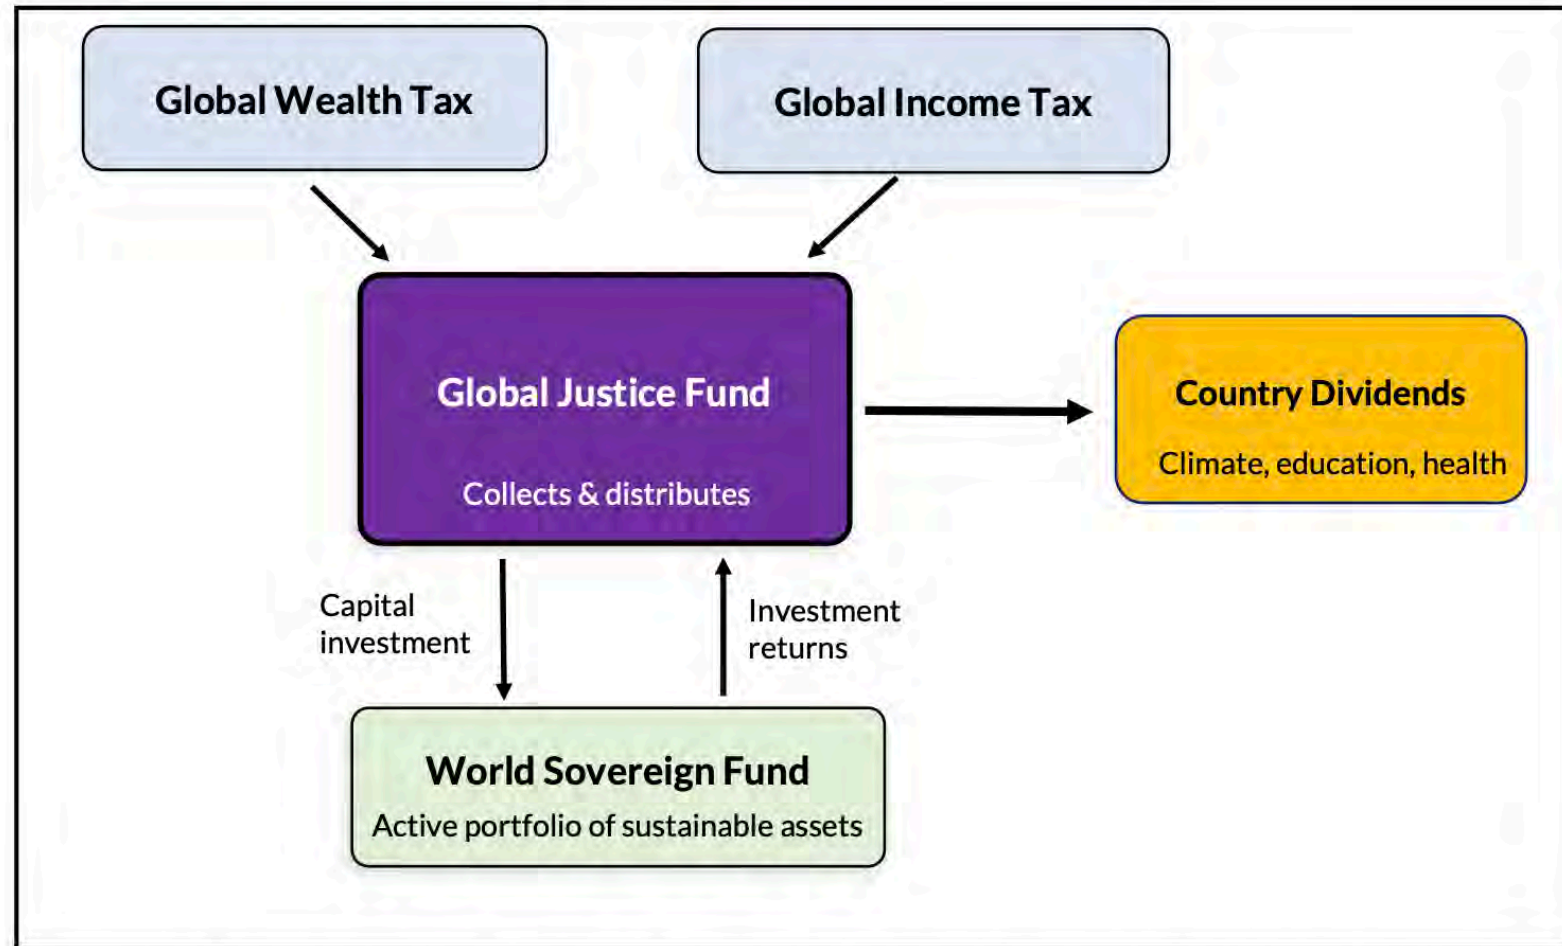 Global Wealth Tax
Global Income Tax
Global Justice Fund
Collects & distributes
Country Dividends
Climate, education, health
Capital
investment
Investment
returns
World Sovereign Fund
Active portfolio of sustainable assets